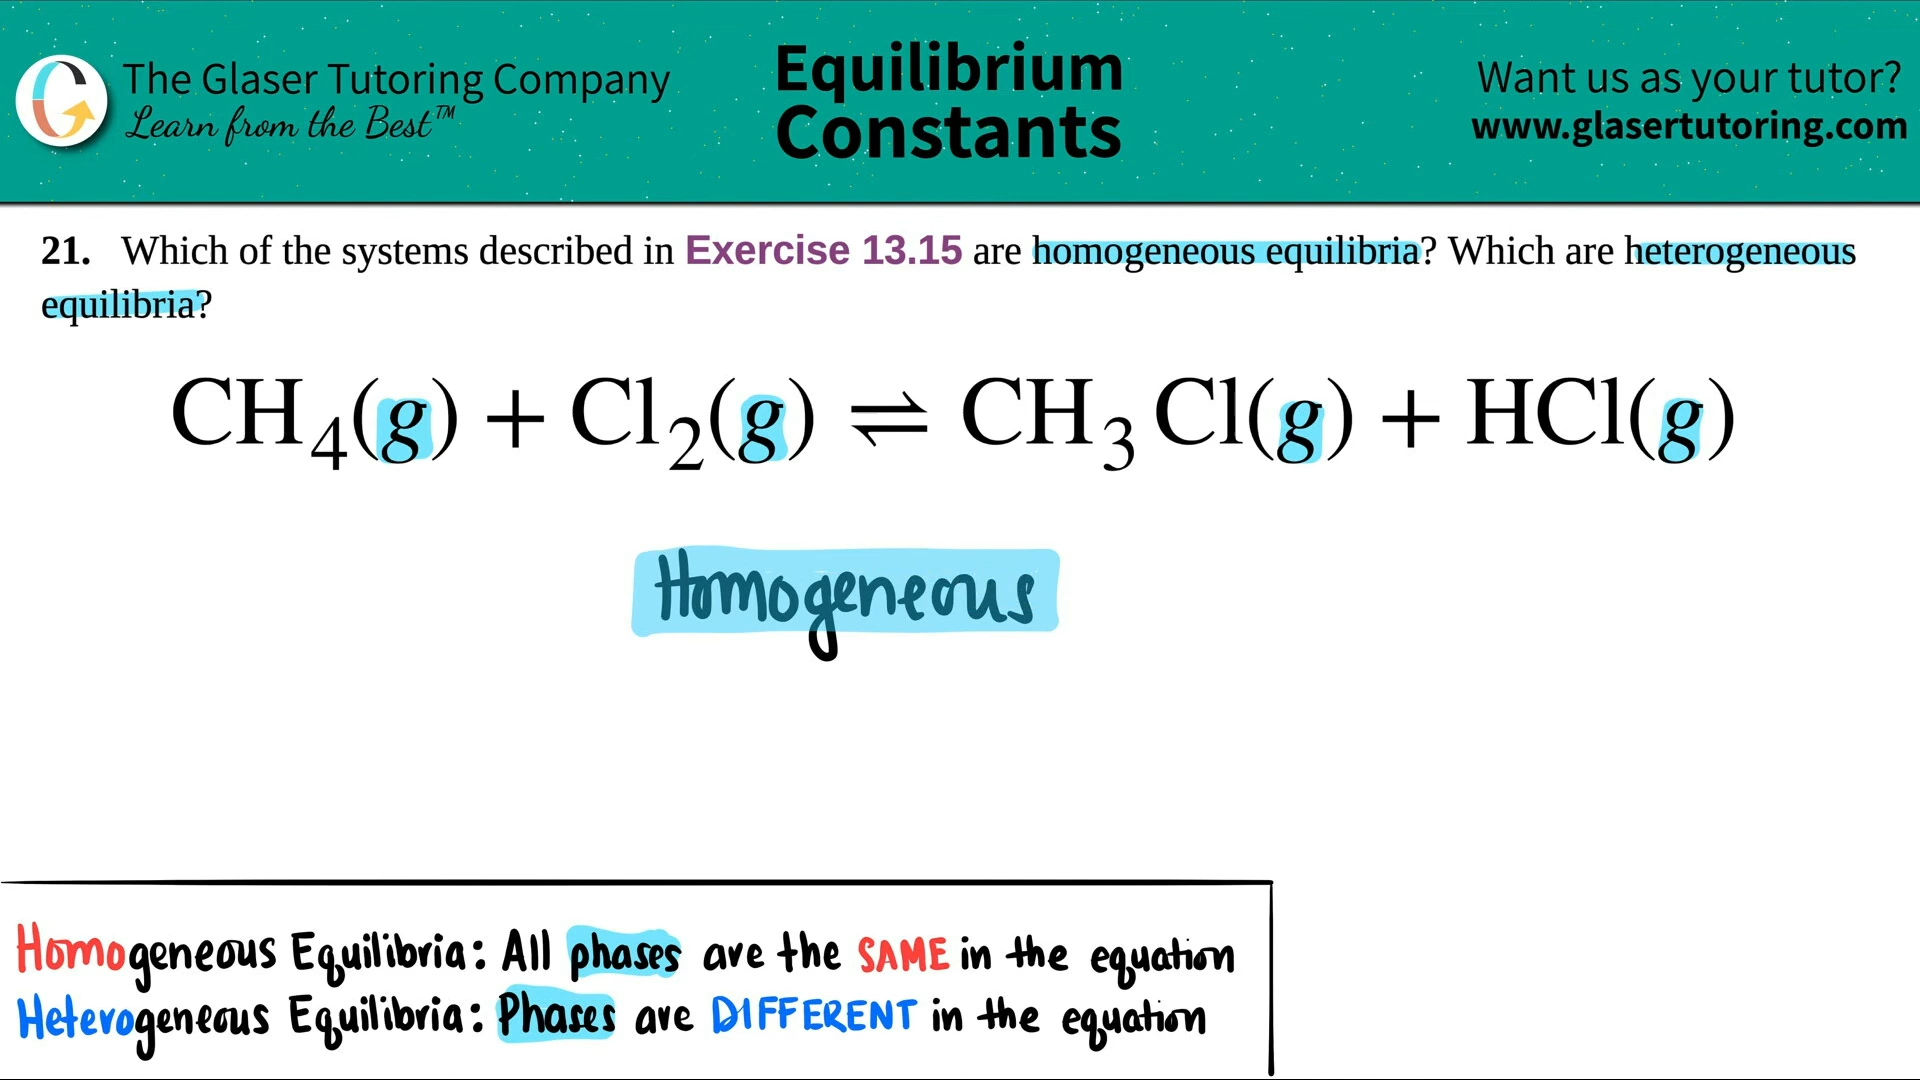 The Glaser Tutoring Company
Learn from the Best™
Equilibrium
Constants
Want us as your tutor?
www.glasertutoring.com
21. Which of the systems described in Exercise 13.15 are homogeneous equilibria? Which are heterogeneous
equilibria?
CH₄(g) + Cl₂(g) ⇌ CH₃Cl(g) + HCl(g)
Homogeneous
Homogeneous Equilibria: All phases are the SAME in the equation
Heterogeneous Equilibria: Phases are DIFFERENT in the equation